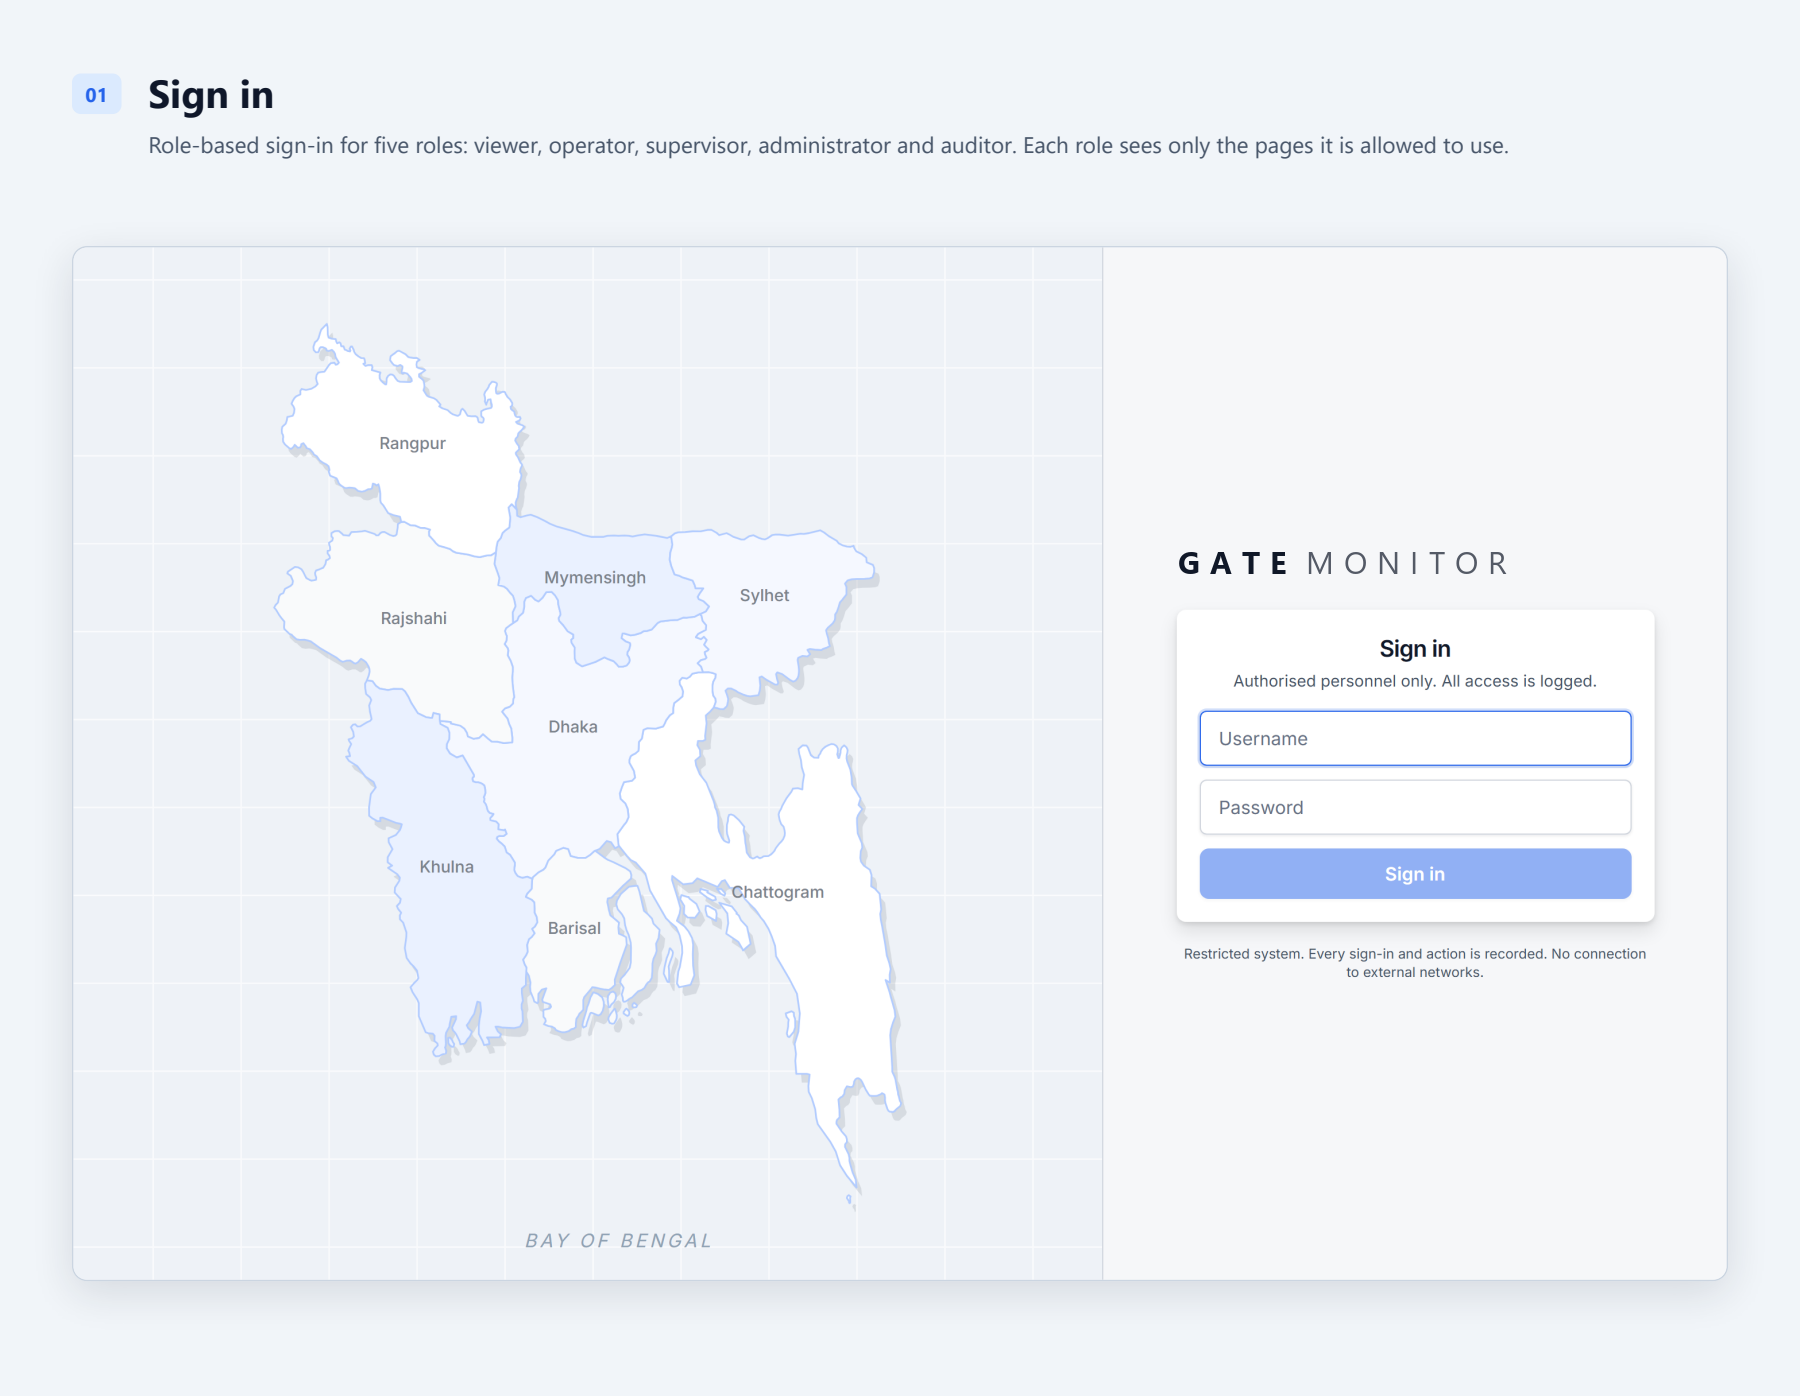 01
Sign in
Role-based sign-in for five roles: viewer, operator, supervisor, administrator and auditor. Each role sees only the pages it is allowed to use.
Rangpur
Mymensingh
Sylhet
Rajshahi
Dhaka
Khulna
Chattogram
Barisal
BAY OF BENGAL
GATE MONITOR
Sign in
Authorised personnel only. All access is logged.
Username
Password
Sign in
Restricted system. Every sign-in and action is recorded. No connection
to external networks.